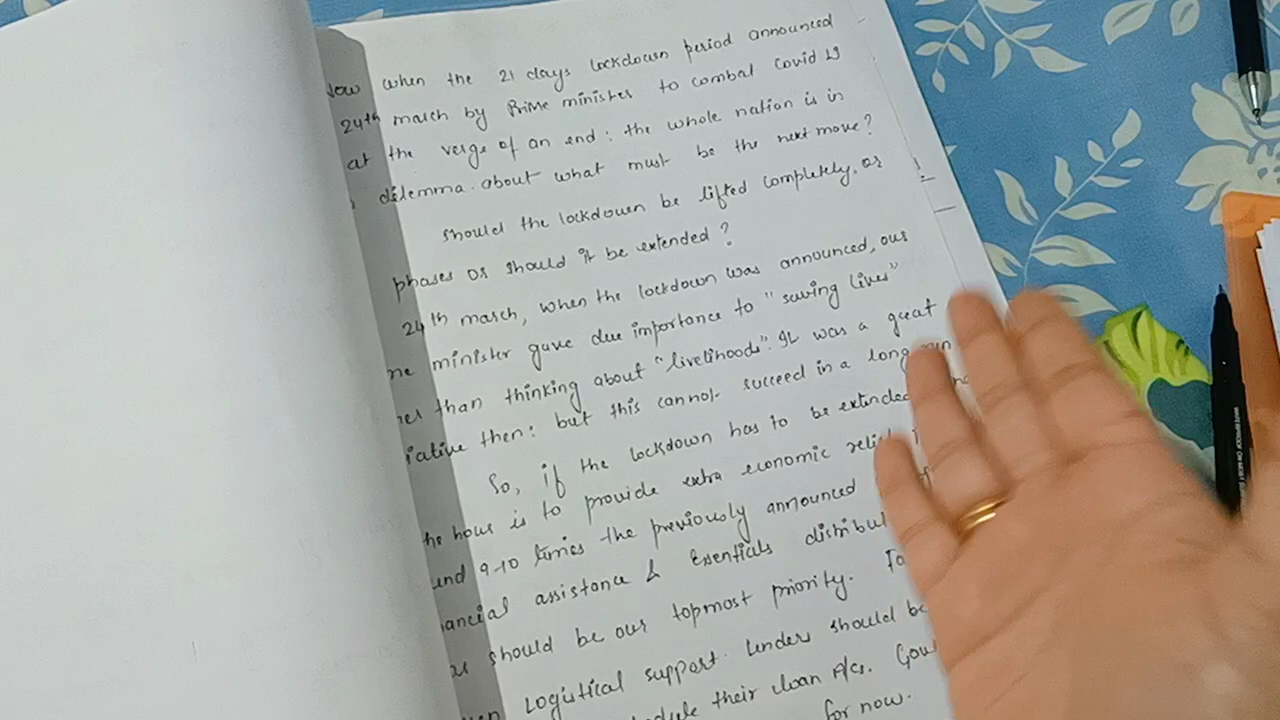 Now when the 21 days lockdown period announced
24th march by Prime minister to combat Covid 19
at the verge of an end: the whole nation is in
dilemma. about what must be the next move?
should the lockdown be lifted completely, or
phases or should it be extended?
24th march, when the lockdown was announced, our
minister gave due importance to "saving lives"
than thinking about "livelihoods". It was a great
then: but this cannot succeed in a long run
So, if the lockdown has to be extended
hour is to provide extra economic relief
9-10 times the previously announced
assistance & Essentials
should be our topmost priority.
Logistical support. lenders should be
their loan A/cs.
for now.